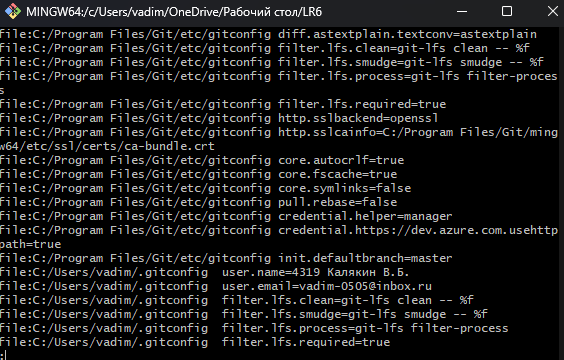 MINGW64:/c/Users/vadim/OneDrive/Рабочий стол/LR6
file:C:/Program Files/Git/etc/gitconfig diff.astextplain.textconv=astextplain
file:C:/Program Files/Git/etc/gitconfig filter.lfs.clean=git-lfs clean -- %f
file:C:/Program Files/Git/etc/gitconfig filter.lfs.smudge=git-lfs smudge -- %f
file:C:/Program Files/Git/etc/gitconfig filter.lfs.process=git-lfs filter-proces
s
file:C:/Program Files/Git/etc/gitconfig filter.lfs.required=true
file:C:/Program Files/Git/etc/gitconfig http.sslbackend=openssl
file:C:/Program Files/Git/etc/gitconfig http.sslcainfo=C:/Program Files/Git/ming
w64/etc/ssl/certs/ca-bundle.crt
file:C:/Program Files/Git/etc/gitconfig core.autocrlf=true
file:C:/Program Files/Git/etc/gitconfig core.fscache=true
file:C:/Program Files/Git/etc/gitconfig core.symlinks=false
file:C:/Program Files/Git/etc/gitconfig pull.rebase=false
file:C:/Program Files/Git/etc/gitconfig credential.helper=manager
file:C:/Program Files/Git/etc/gitconfig credential.https://dev.azure.com.usehttp
path=true
file:C:/Program Files/Git/etc/gitconfig init.defaultbranch=master
file:C:/Users/vadim/.gitconfig user.name=4319 Калякин В.Б.
file:C:/Users/vadim/.gitconfig user.email=vadim-0505@inbox.ru
file:C:/Users/vadim/.gitconfig filter.lfs.clean=git-lfs clean -- %f
file:C:/Users/vadim/.gitconfig filter.lfs.smudge=git-lfs smudge -- %f
file:C:/Users/vadim/.gitconfig filter.lfs.process=git-lfs filter-process
file:C:/Users/vadim/.gitconfig filter.lfs.required=true
: